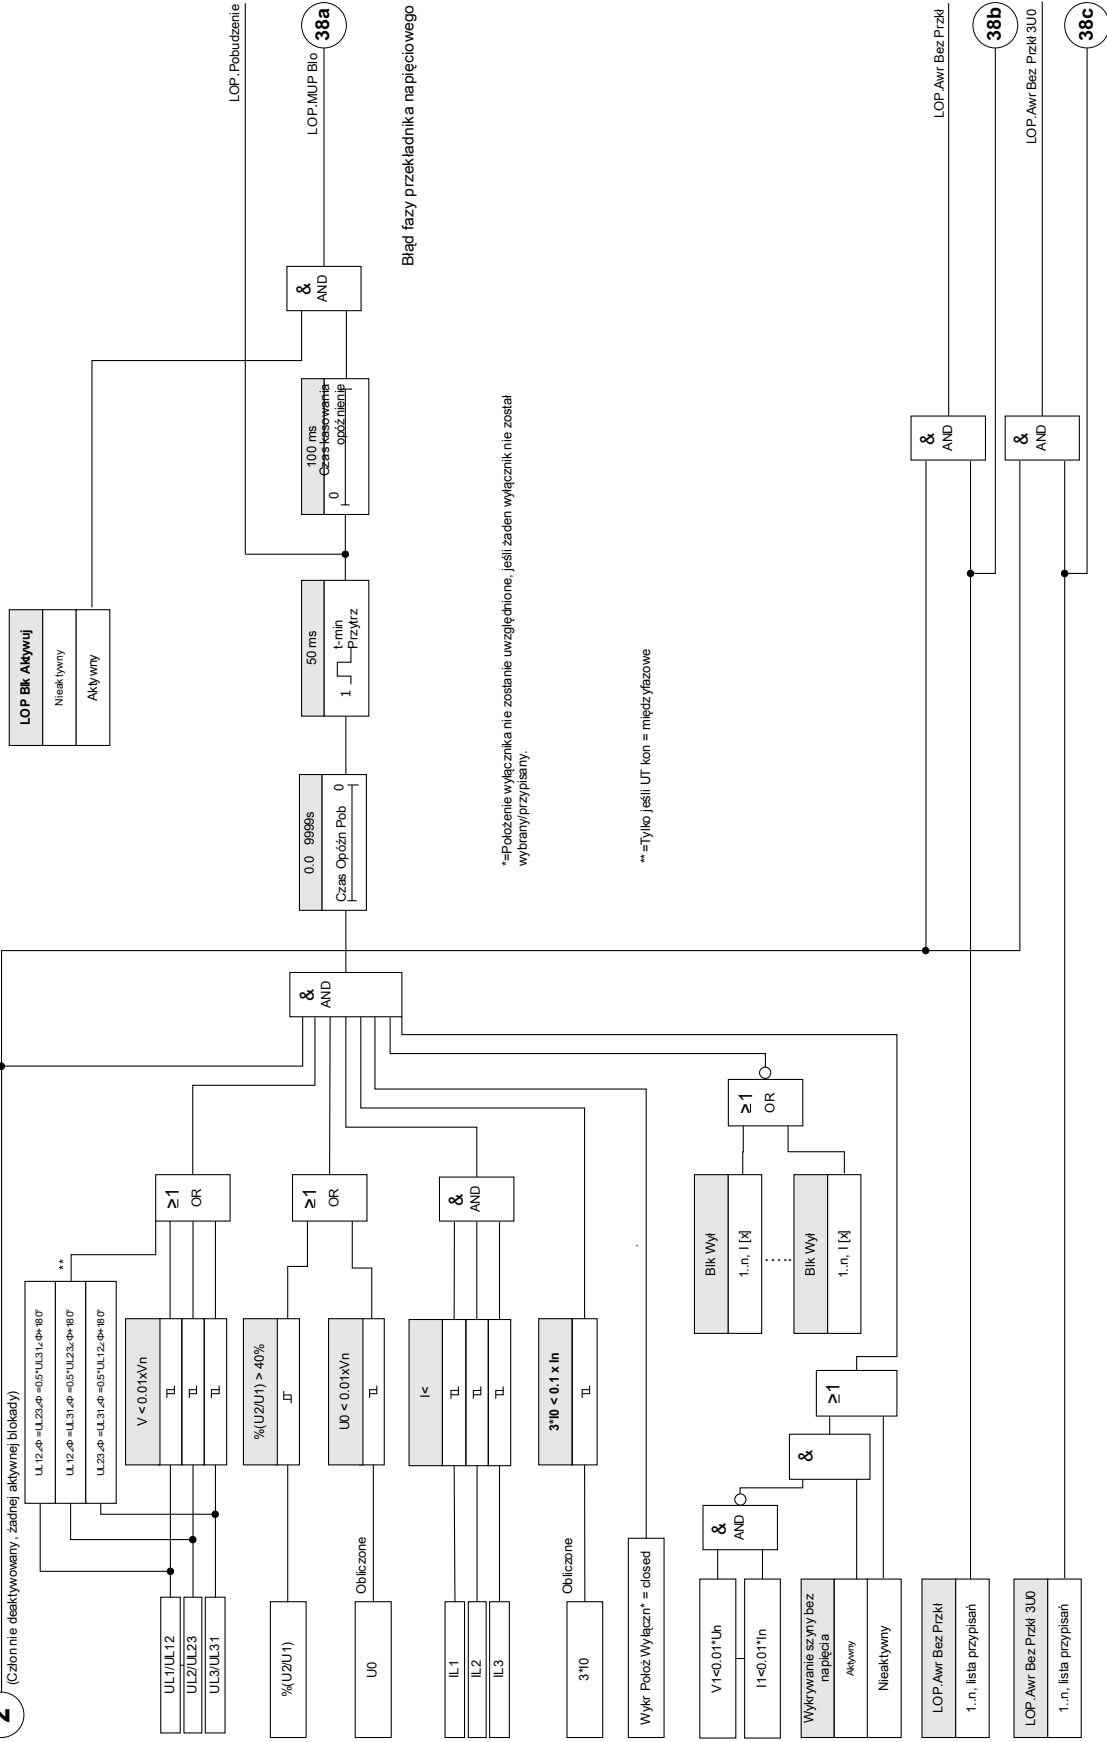 2
(Człon nie deaktywowany, żadnej aktywnej blokady)
LOP Blk Aktywuj
Nieaktywny
Aktywny
LOP.Pobudzenie
LOP.MUP Blo
38a
Błąd fazy przekładnika napięciowego
UL12∠Φ =UL23∠Φ =0.5*UL31∠Φ+180°
UL12∠Φ =UL31∠Φ =0.5*UL23∠Φ+180°
UL23∠Φ =UL31∠Φ =0.5*UL12∠Φ+180°
**
UL1/UL12
UL2/UL23
UL3/UL31
V < 0.01xVn
≥1
OR
%(U2/U1)
%(U2/U1) > 40%
U0
Obliczone
U0 < 0.01xVn
≥1
OR
IL1
IL2
IL3
I<
&
AND
3*I0
Obliczone
3*I0 < 0.1 x In
Wykr Położ Wyłączn* = closed
&
AND
0.0 9999s
Czas Opóźn Pob
0
50 ms
1
t-min
Przytrz
100 ms
Czas kasowania
opóźnienie
0
&
AND
*=Położenie wyłącznika nie zostanie uwzględnione, jeśli żaden wyłącznik nie został
wybrany/przypisany.
**=Tylko jeśli UT kon = międzyfazowe
Blk Wył
1..n, I [x]
......
Blk Wył
1..n, I [x]
≥1
OR
V1<0.01*Un
I1<0.01*In
&
AND
&
≥1
Wykrywanie szyny bez
napięcia
Aktywny
Nieaktywny
LOP.Awr Bez Przkł
1..n, lista przypisań
LOP.Awr Bez Przkł 3U0
1..n, lista przypisań
&
AND
LOP.Awr Bez Przkł
38b
&
AND
LOP.Awr Bez Przkł 3U0
38c